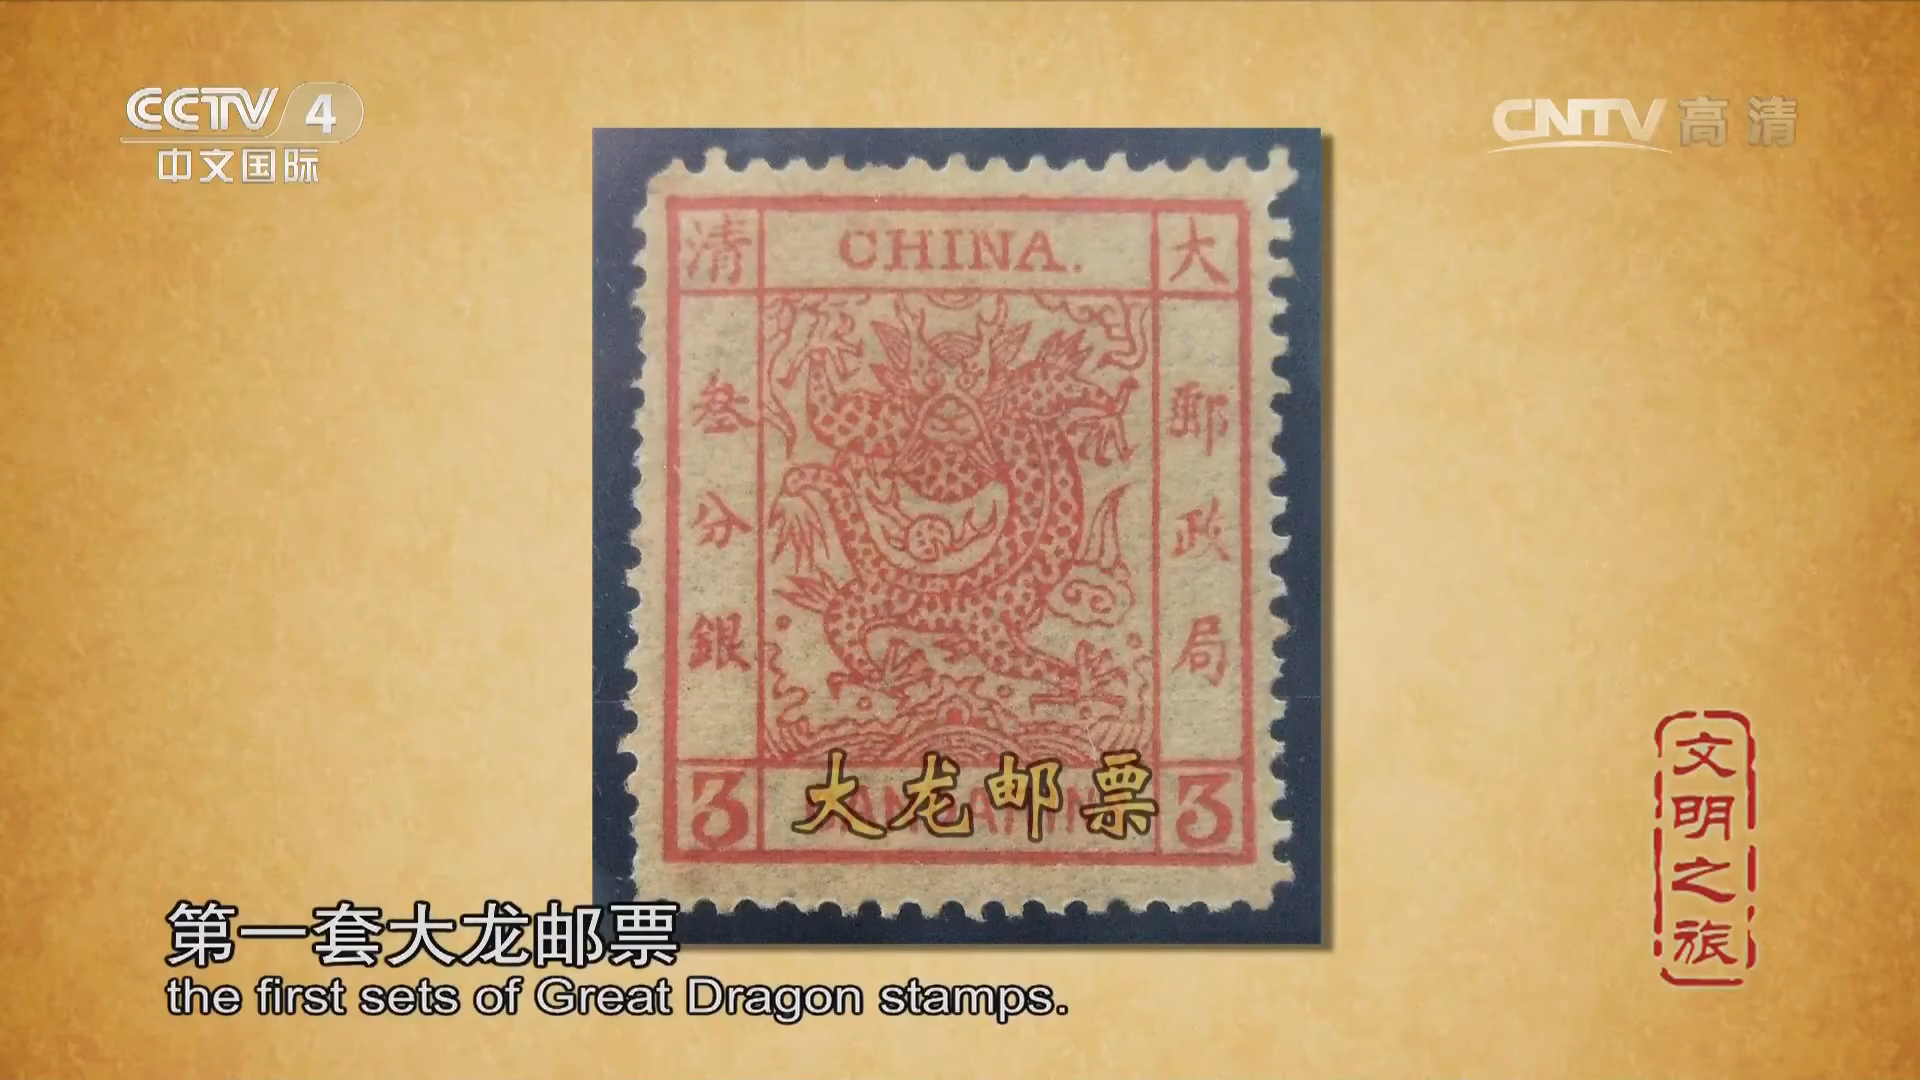 CCTV 4
中文国际
CNTV 高清
清 CHINA. 大
叁分銀
郵政局
3 3
大龙邮票
文明之旅
第一套大龙邮票
the first sets of Great Dragon stamps.